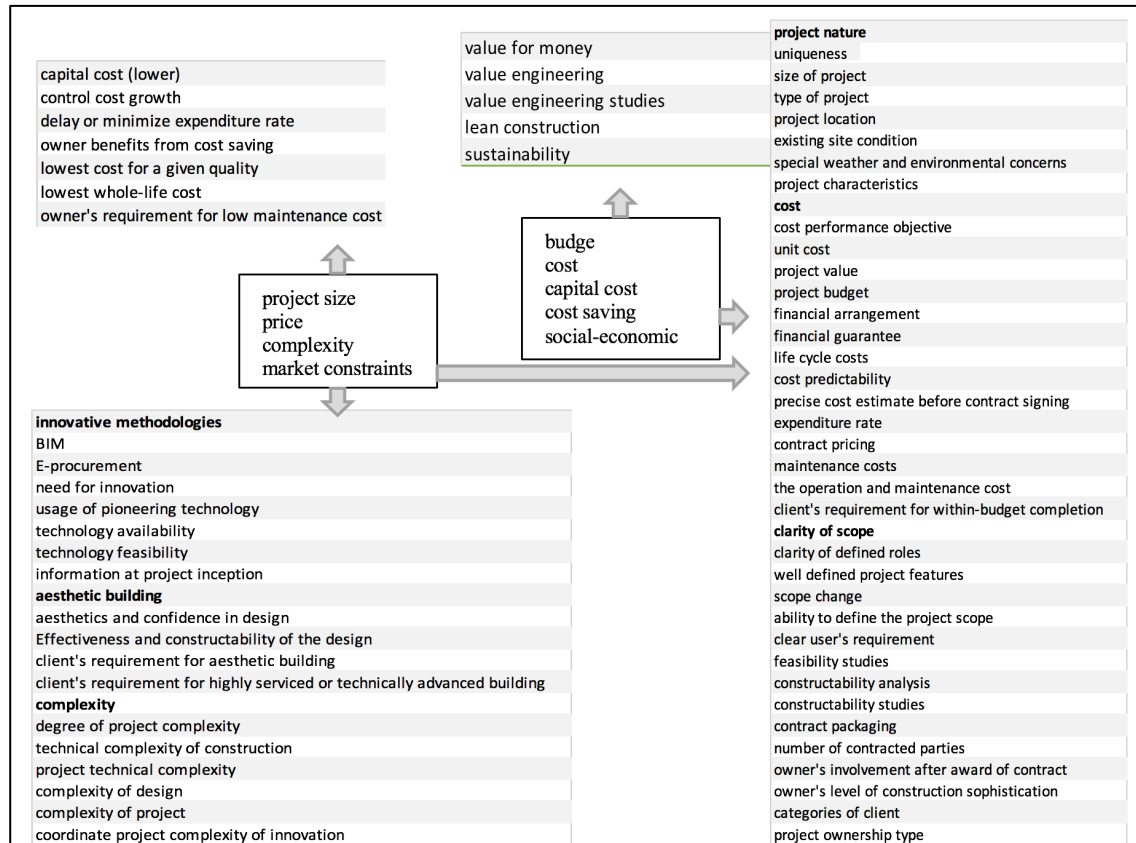 capital cost (lower)
control cost growth
delay or minimize expenditure rate
owner benefits from cost saving
lowest cost for a given quality
lowest whole-life cost
owner's requirement for low maintenance cost
value for money
value engineering
value engineering studies
lean construction
sustainability
project size
price
complexity
market constraints
budge
cost
capital cost
cost saving
social-economic
innovative methodologies
BIM
E-procurement
need for innovation
usage of pioneering technology
technology availability
technology feasibility
information at project inception
aesthetic building
aesthetics and confidence in design
Effectiveness and constructability of the design
client's requirement for aesthetic building
client's requirement for highly serviced or technically advanced building
complexity
degree of project complexity
technical complexity of construction
project technical complexity
complexity of design
complexity of project
coordinate project complexity of innovation
project nature
uniqueness
size of project
type of project
project location
existing site condition
special weather and environmental concerns
project characteristics
cost
cost performance objective
unit cost
project value
project budget
financial arrangement
financial guarantee
life cycle costs
cost predictability
precise cost estimate before contract signing
expenditure rate
contract pricing
maintenance costs
the operation and maintenance cost
client's requirement for within-budget completion
clarity of scope
clarity of defined roles
well defined project features
scope change
ability to define the project scope
clear user's requirement
feasibility studies
constructability analysis
constructability studies
contract packaging
number of contracted parties
owner's involvement after award of contract
owner's level of construction sophistication
categories of client
project ownership type